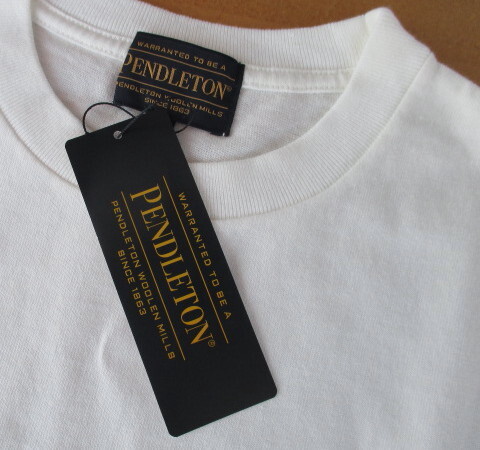 WARRANTED TO BE A
PENDLETON®
PENDLETON WOOLEN MILLS
SINCE 1863
WARRANTED TO BE A
PENDLETON®
PENDLETON WOOLEN MILLS
SINCE 1863